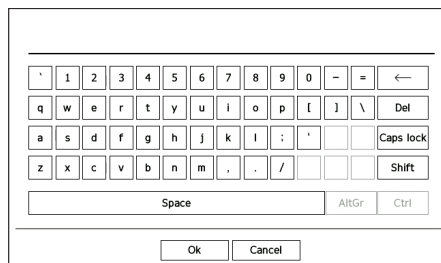 ` 1 2 3 4 5 6 7 8 9 0 - = ←
q w e r t y u i o p [ ] \ Del
a s d f g h j k l ; ' Caps lock
z x c v b n m , . / Shift
Space AltGr Ctrl
Ok Cancel